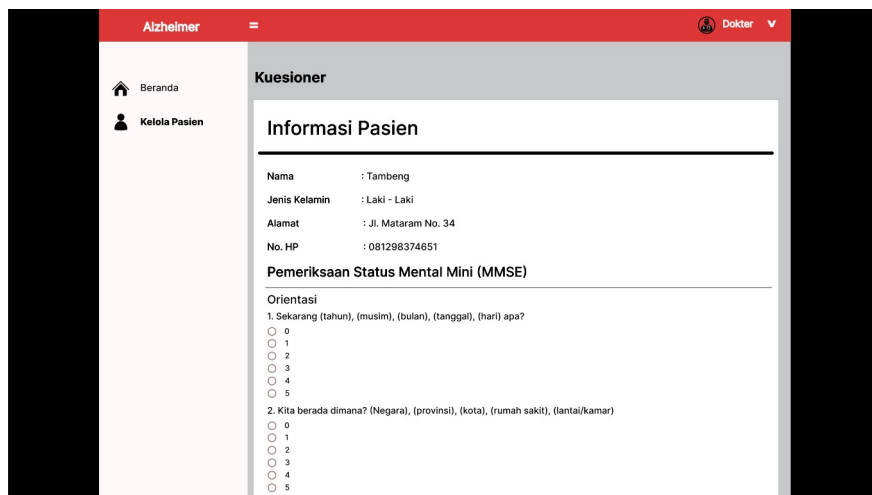 Alzheimer
Dokter
Beranda
Kelola Pasien
Kuesioner
Informasi Pasien
Nama : Tambeng
Jenis Kelamin : Laki - Laki
Alamat : Jl. Mataram No. 34
No. HP : 081298374651
Pemeriksaan Status Mental Mini (MMSE)
Orientasi
1. Sekarang (tahun), (musim), (bulan), (tanggal), (hari) apa?
0
1
2
3
4
5
2. Kita berada dimana? (Negara), (provinsi), (kota), (rumah sakit), (lantai/kamar)
0
1
2
3
4
5